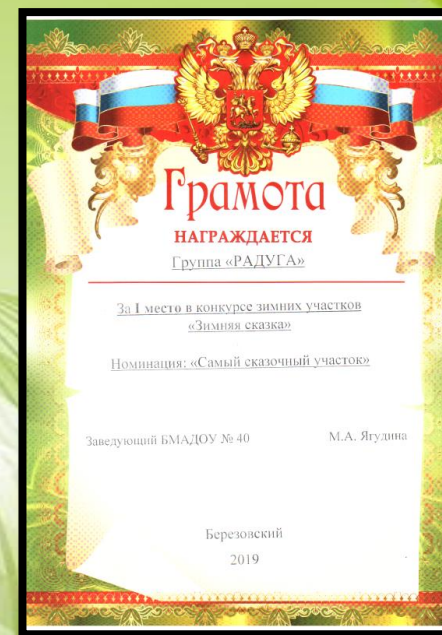 Грамота
НАГРАЖДАЕТСЯ
Группа «РАДУГА»
За I место в конкурсе зимних участков
«Зимняя сказка»
Номинация: «Самый сказочный участок»
Заведующий БМАДОУ № 40 М.А. Ягудина
Березовский
2019